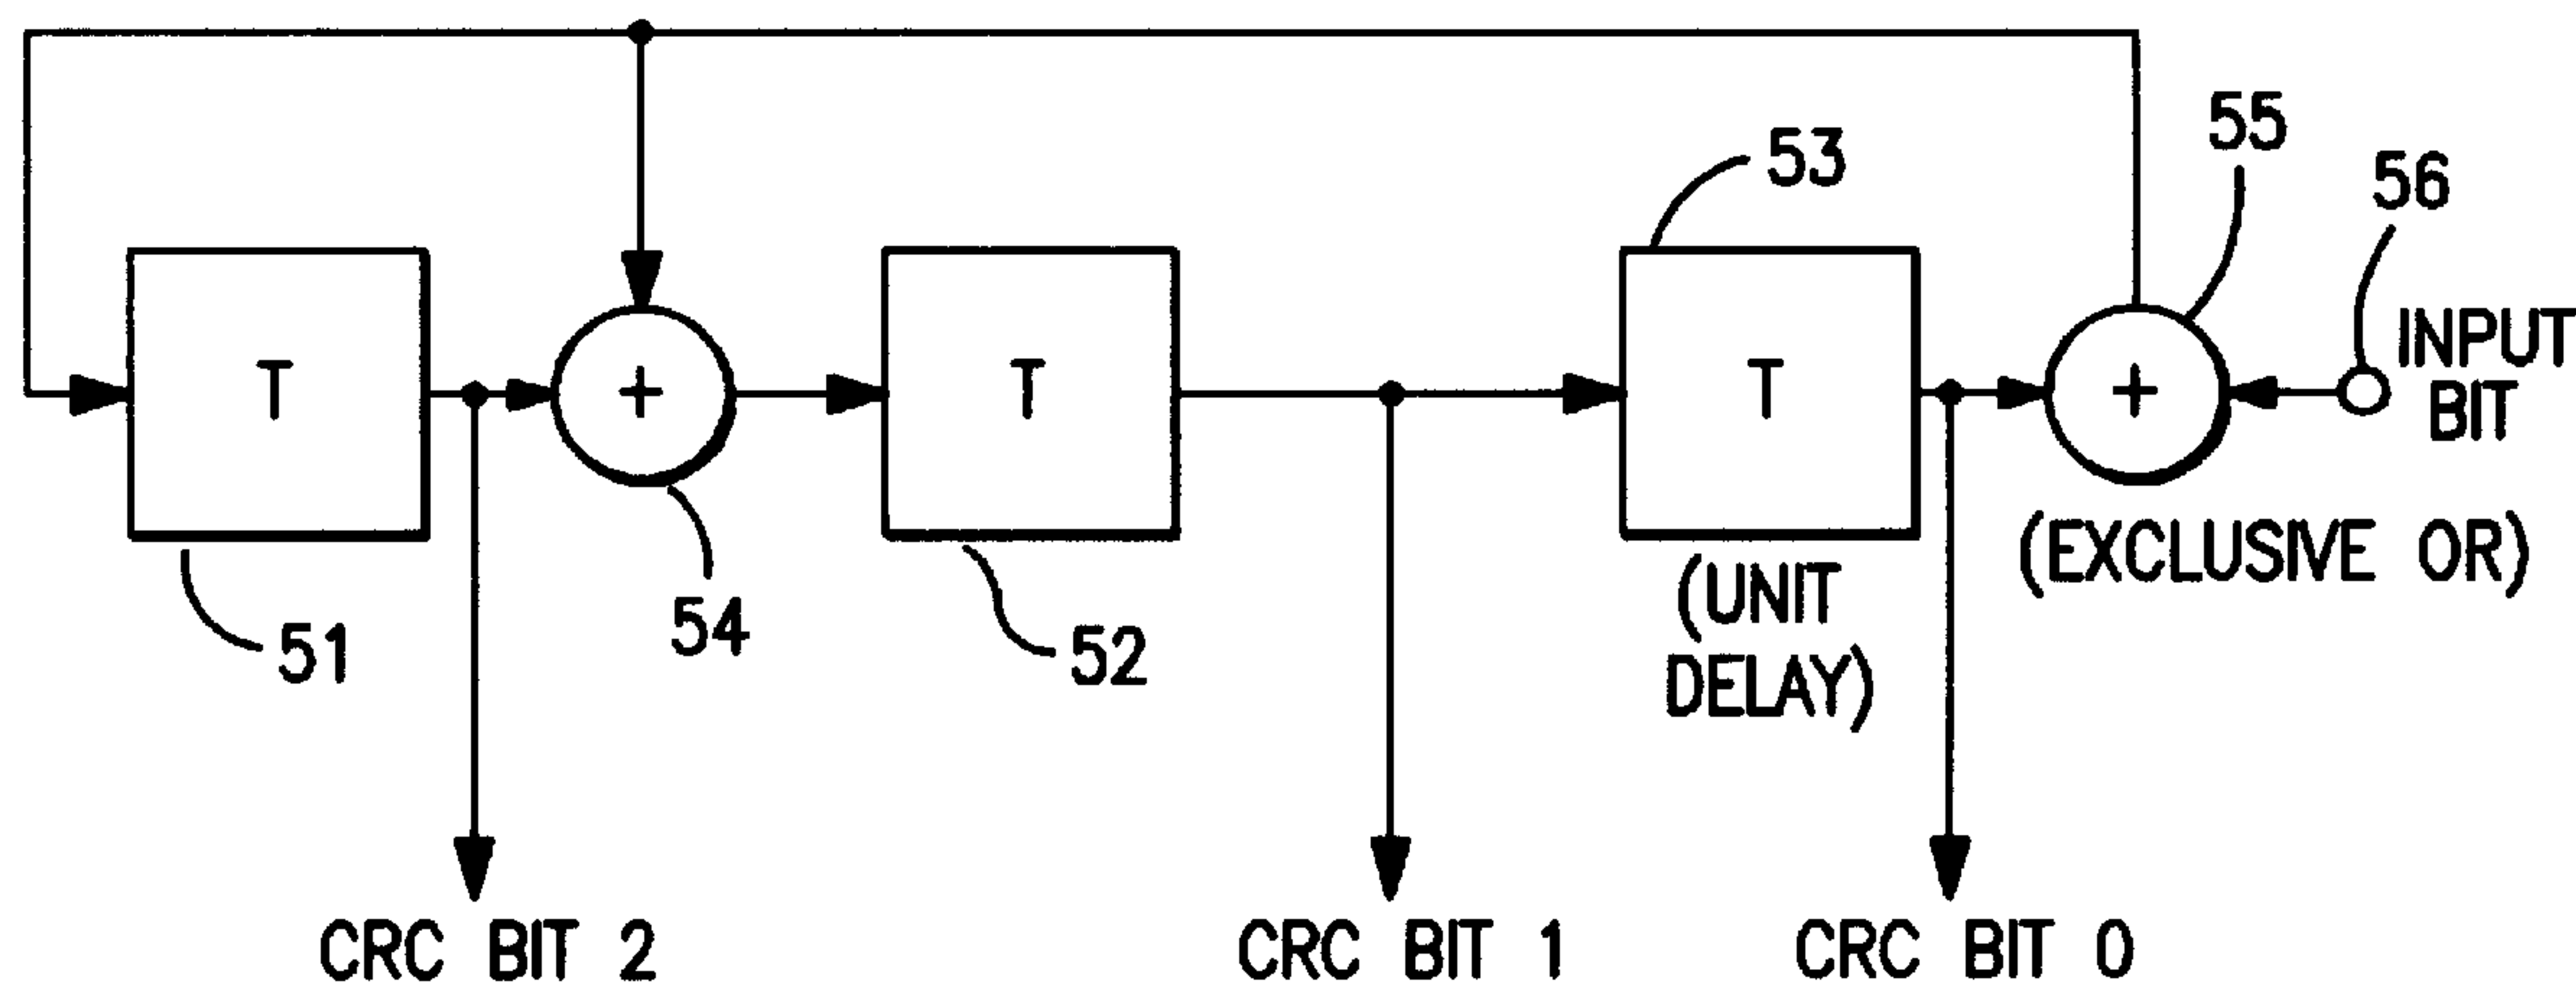 55
53
56
INPUT
BIT
T
+
T
T
+
(EXCLUSIVE OR)
(UNIT
DELAY)
54
51
52
CRC BIT 2
CRC BIT 1
CRC BIT 0